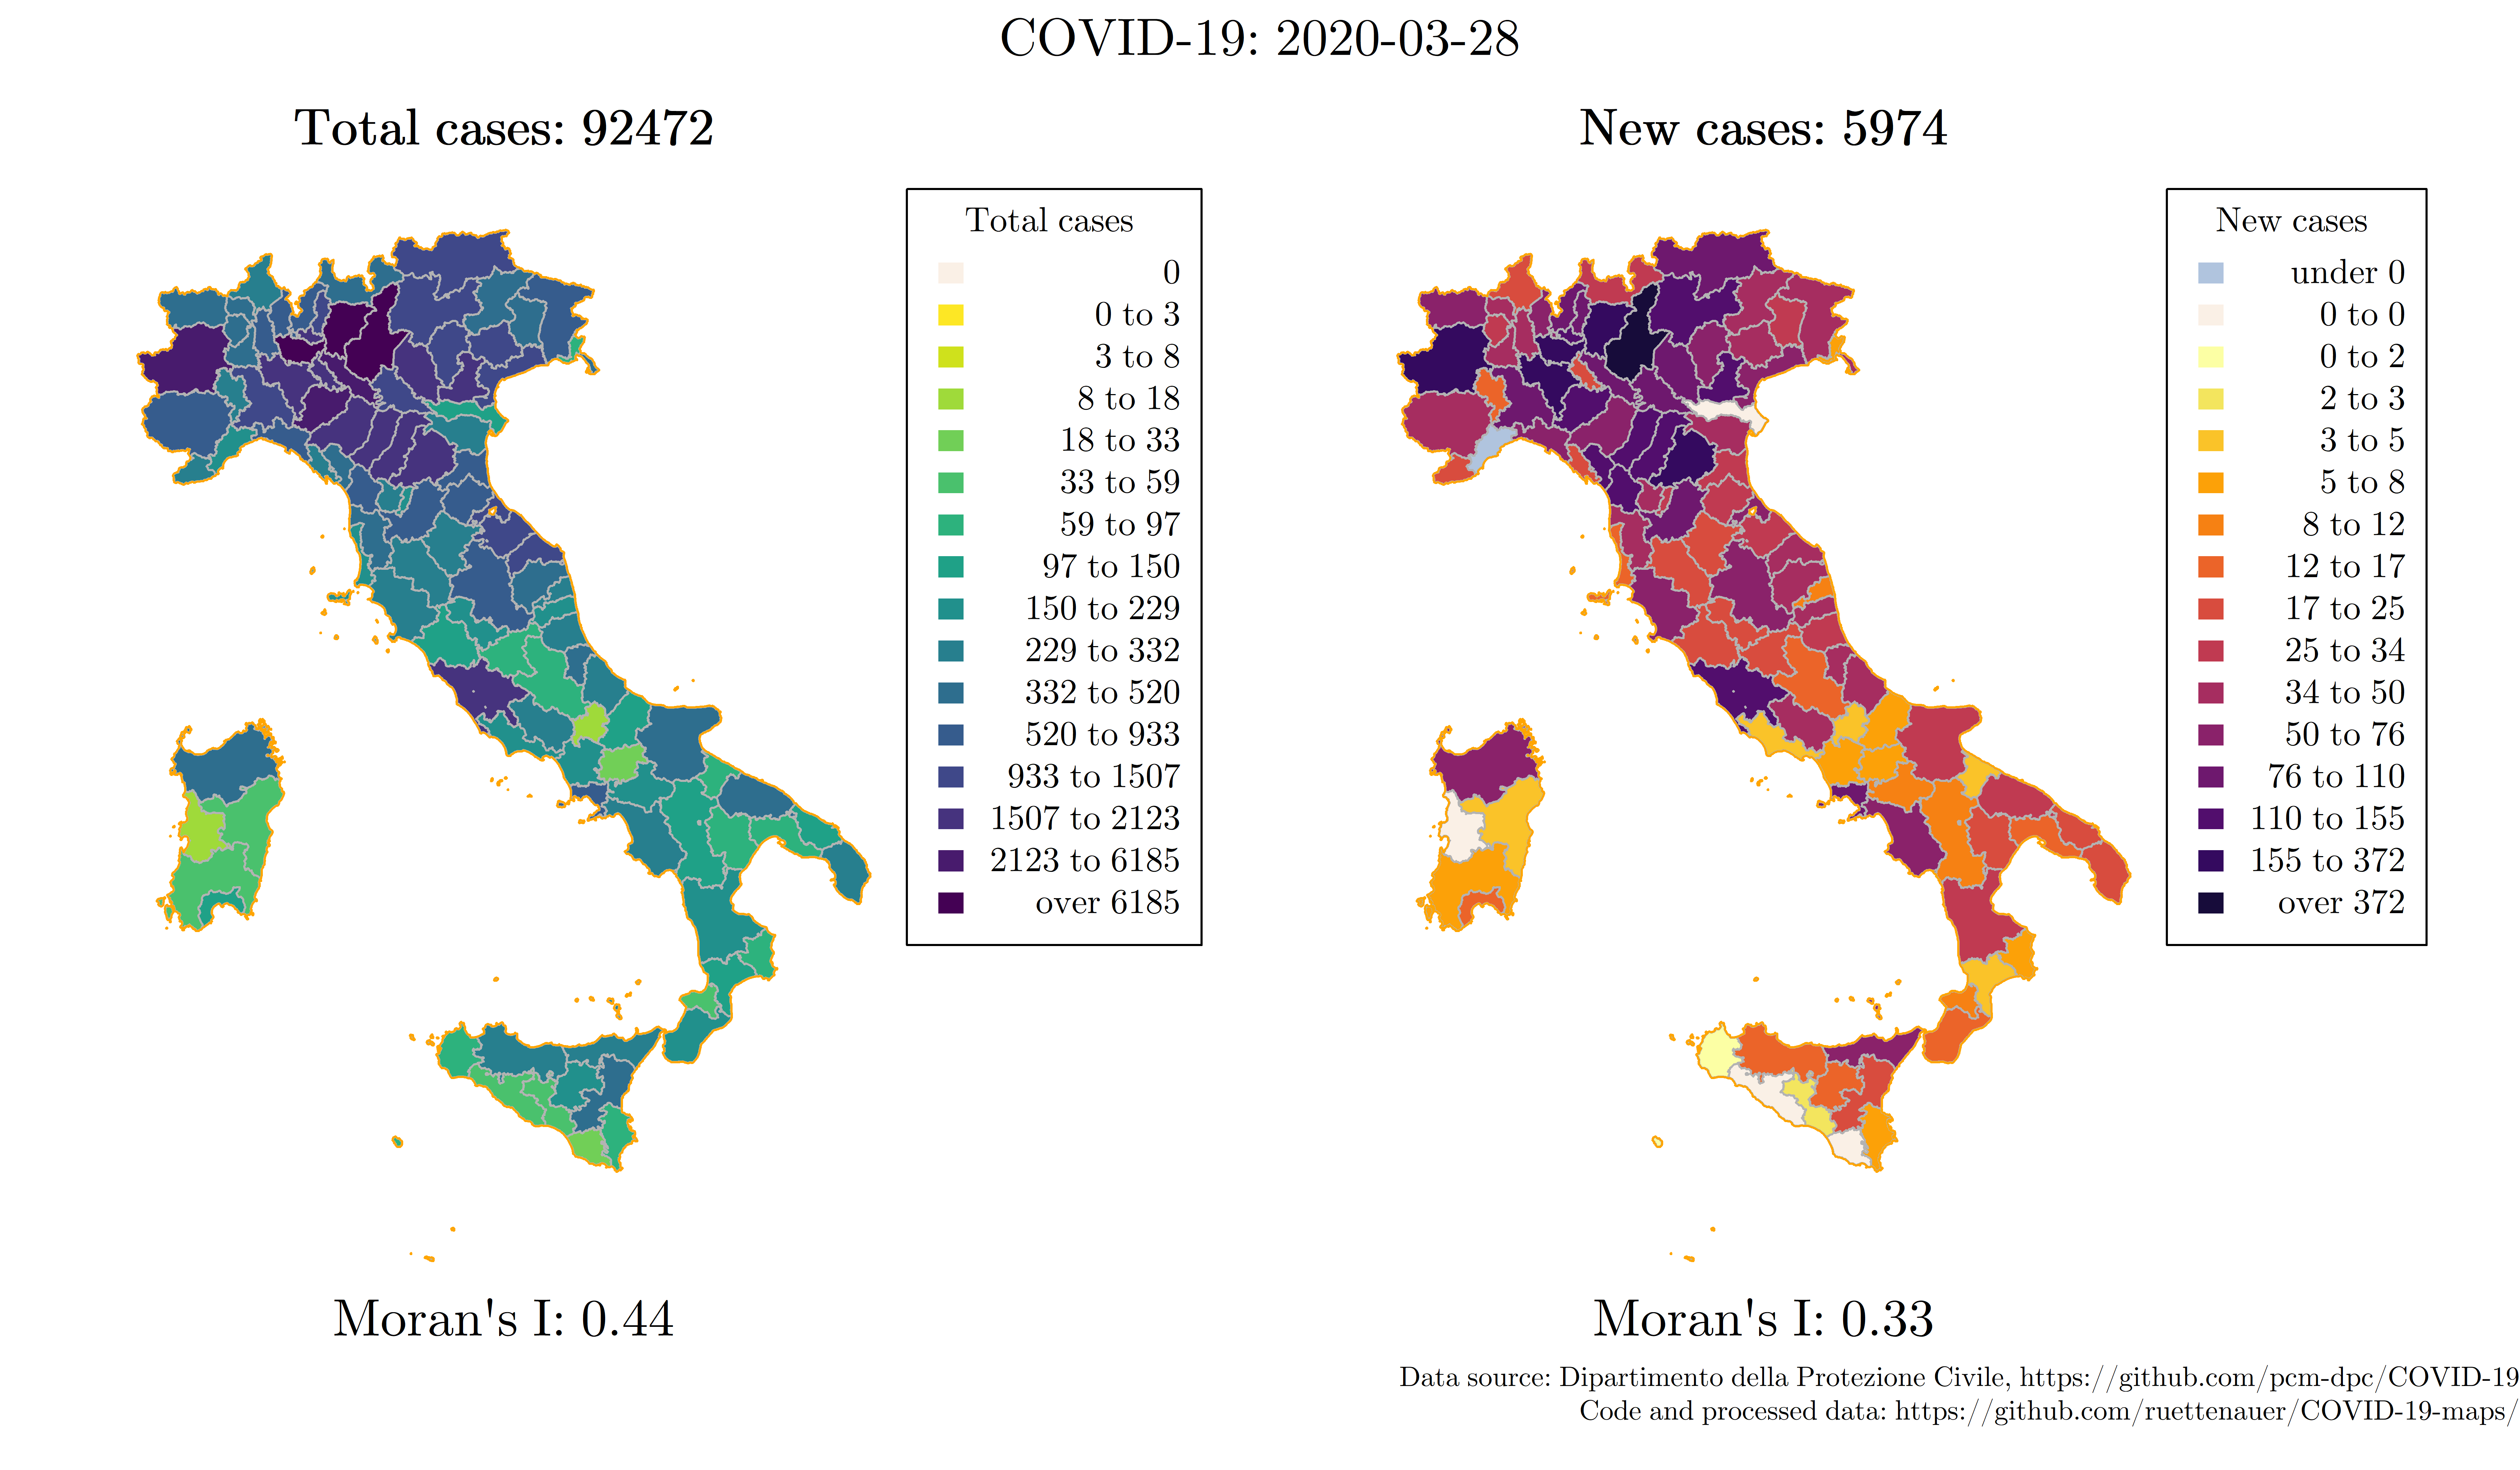 COVID-19: 2020-03-28
Total cases: 92472
Total cases
0
0 to 3
3 to 8
8 to 18
18 to 33
33 to 59
59 to 97
97 to 150
150 to 229
229 to 332
332 to 520
520 to 933
933 to 1507
1507 to 2123
2123 to 6185
over 6185
Moran's I: 0.44
New cases: 5974
New cases
under 0
0 to 0
0 to 2
2 to 3
3 to 5
5 to 8
8 to 12
12 to 17
17 to 25
25 to 34
34 to 50
50 to 76
76 to 110
110 to 155
155 to 372
over 372
Moran's I: 0.33
Data source: Dipartimento della Protezione Civile, https://github.com/pcm-dpc/COVID-19
Code and processed data: https://github.com/ruettenauer/COVID-19-maps/